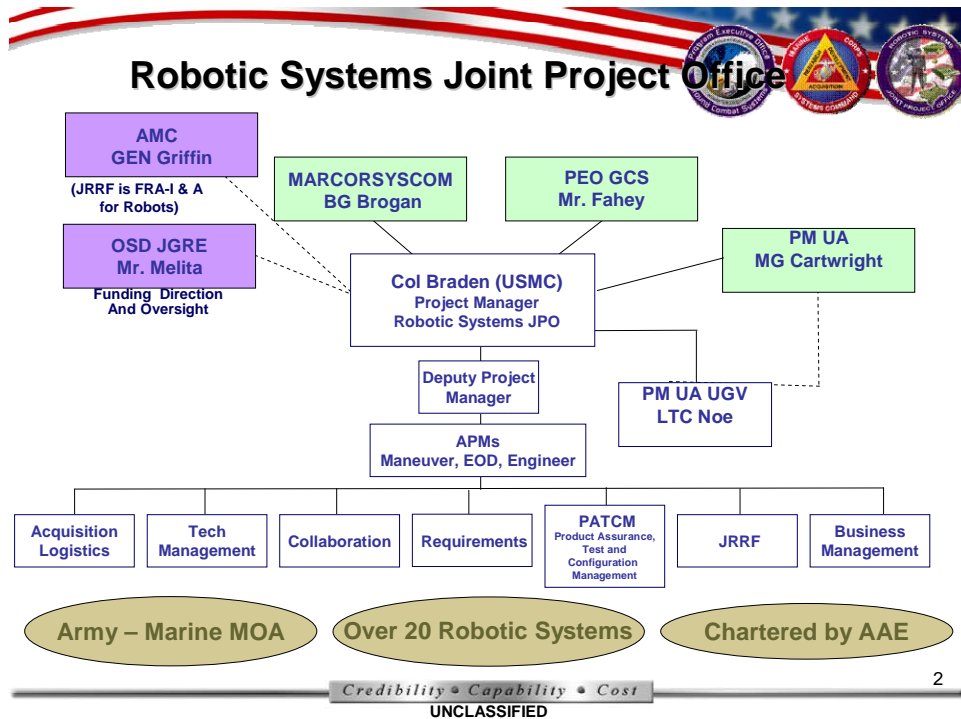 Robotic Systems Joint Project Office
AMC
GEN Griffin
(JRRF is FRA-I & A
for Robots)
MARCORSYSCOM
BG Brogan
PEO GCS
Mr. Fahey
OSD JGRE
Mr. Melita
Funding Direction
And Oversight
PM UA
MG Cartwright
Col Braden (USMC)
Project Manager
Robotic Systems JPO
Deputy Project
Manager
PM UA UGV
LTC Noe
APMs
Maneuver, EOD, Engineer
Acquisition
Logistics
Tech
Management
Collaboration
Requirements
PATCM
Product Assurance,
Test and
Configuration
Management
JRRF
Business
Management
Army – Marine MOA
Over 20 Robotic Systems
Chartered by AAE
Credibility Capability Cost
UNCLASSIFIED
2